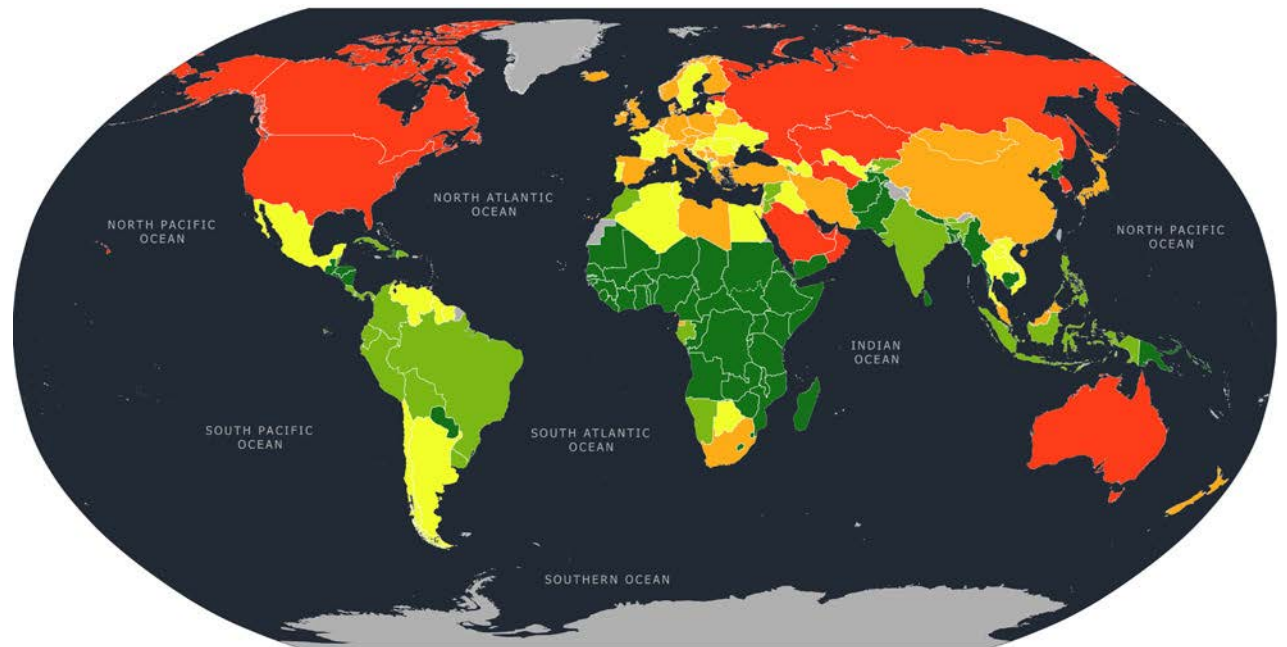 NORTH PACIFIC
OCEAN
NORTH ATLANTIC
OCEAN
NORTH PACIFIC
OCEAN
INDIAN
OCEAN
SOUTH PACIFIC
OCEAN
SOUTH ATLANTIC
OCEAN
SOUTHERN OCEAN